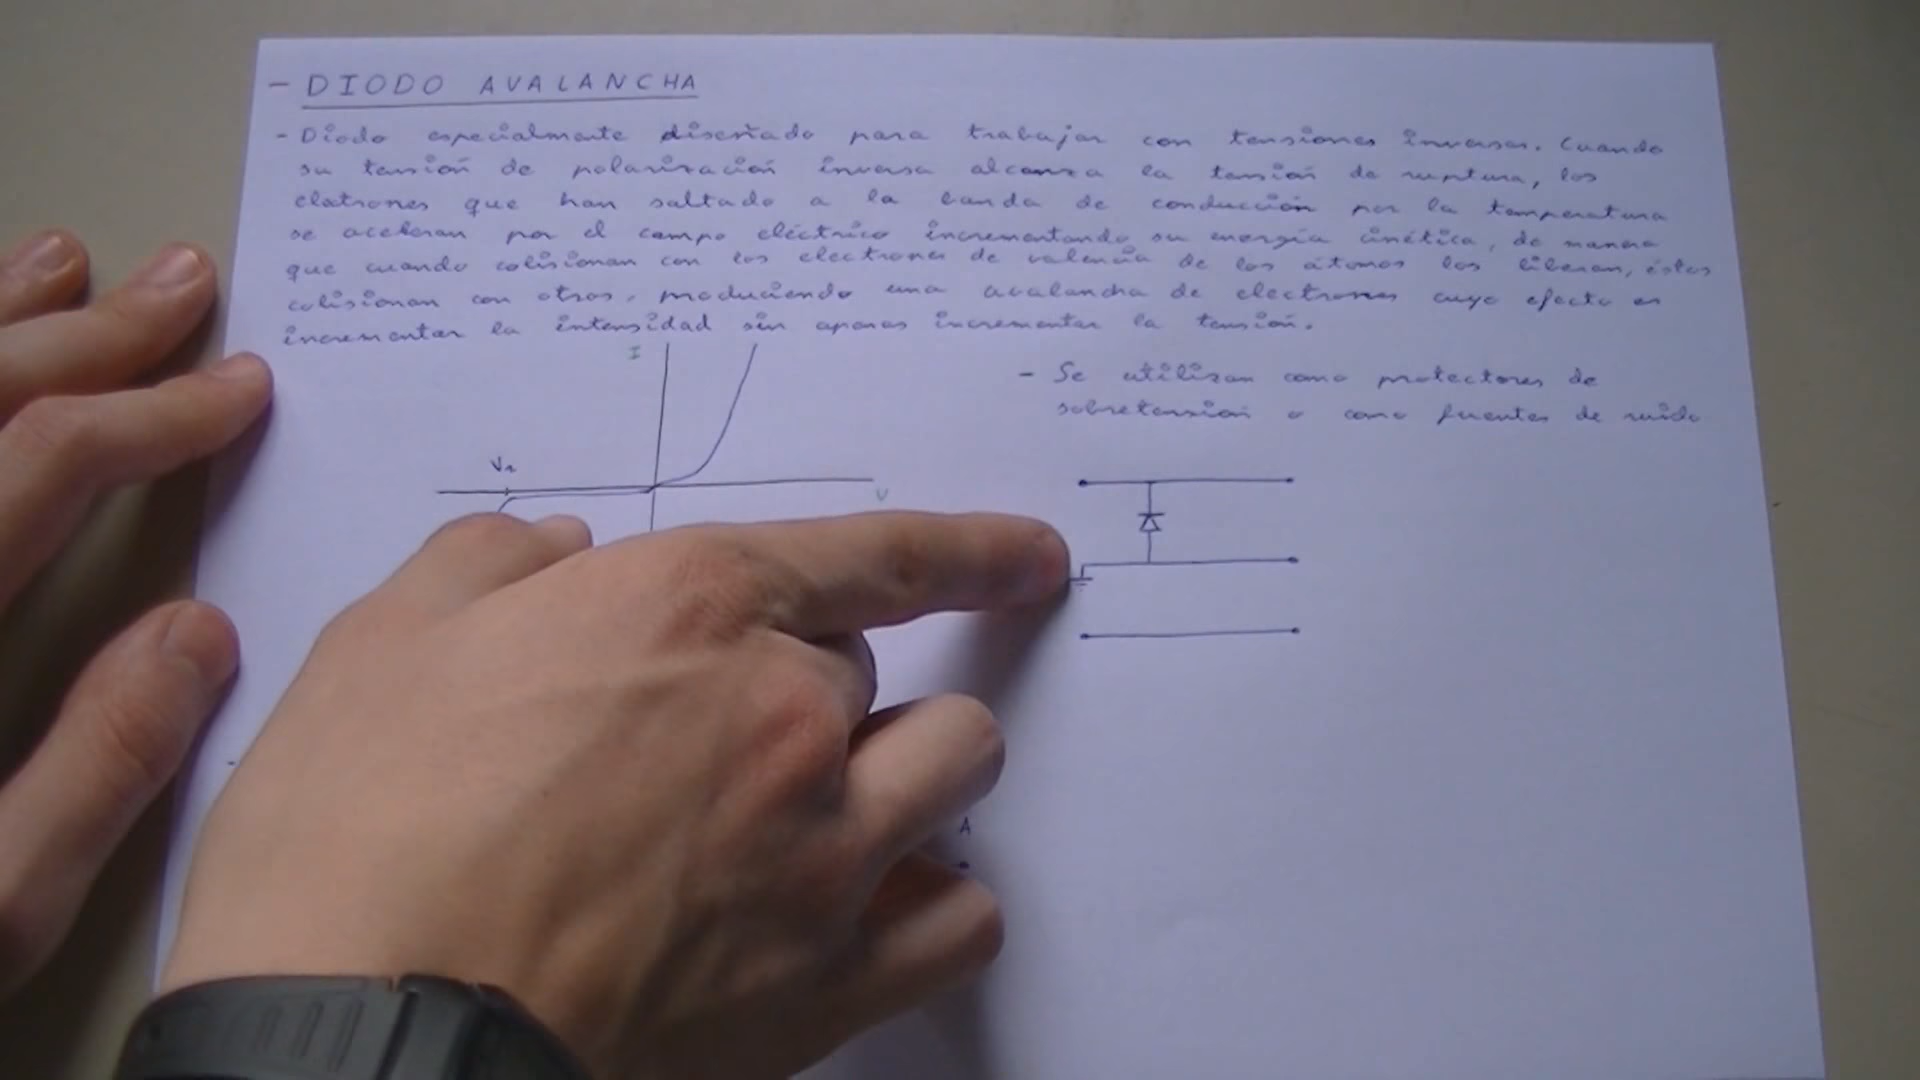 - DIODO AVALANCHA
- Diodo especialmente diseñado para trabajar con tensiones inversas. Cuando
su tensión de polarización inversa alcanza la tensión de ruptura, los
electrones que han saltado a la banda de conducción por la temperatura
se aceleran por el campo eléctrico incrementando su energía cinética, de manera
que cuando colisionan con los electrones de valencia de los átomos los liberan, éstos
colisionan con otros, produciendo una avalancha de electrones cuyo efecto es
incrementar la intensidad sin apenas incrementar la tensión.
I
- Se utilizan como protectores de
sobretensión o como fuentes de ruido
Vr
V
A